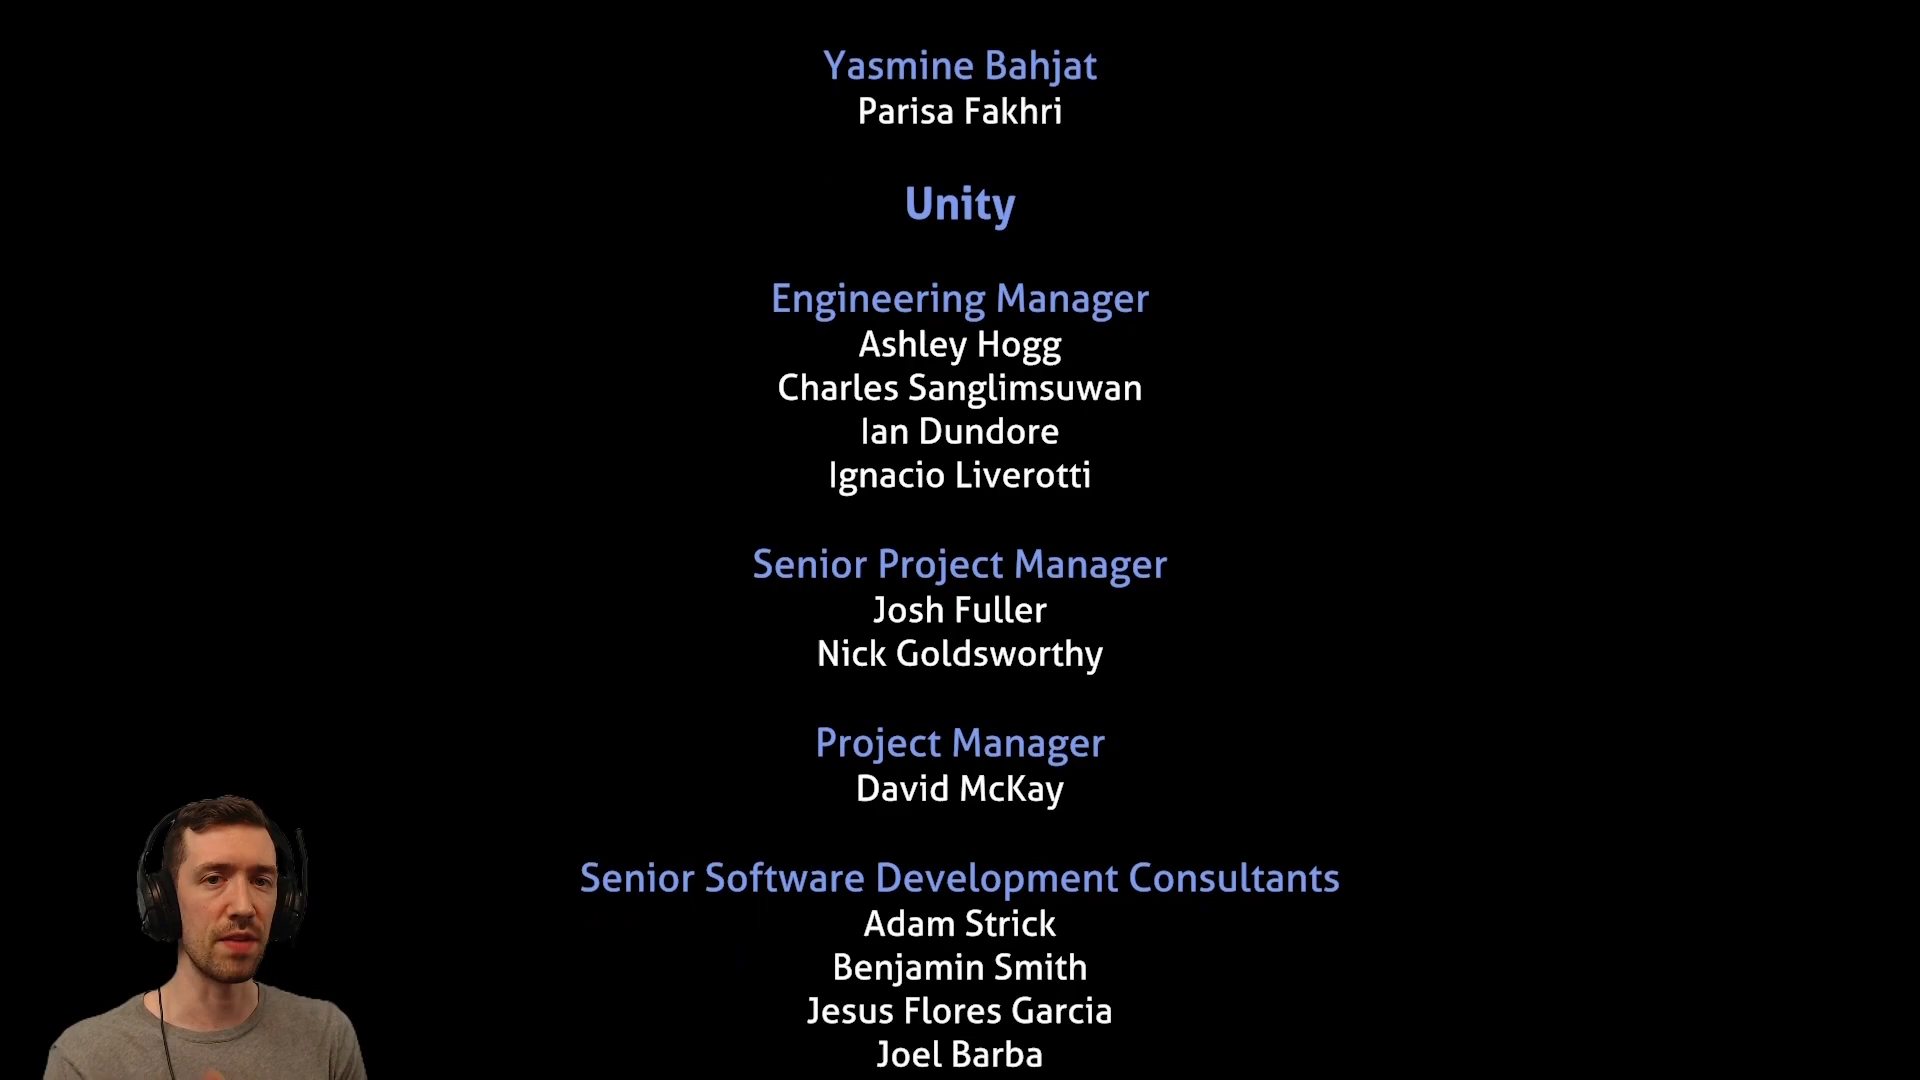 Yasmine Bahjat
Parisa Fakhri
Unity
Engineering Manager
Ashley Hogg
Charles Sanglimsuwan
Ian Dundore
Ignacio Liverotti
Senior Project Manager
Josh Fuller
Nick Goldsworthy
Project Manager
David McKay
Senior Software Development Consultants
Adam Strick
Benjamin Smith
Jesus Flores Garcia
Joel Barba